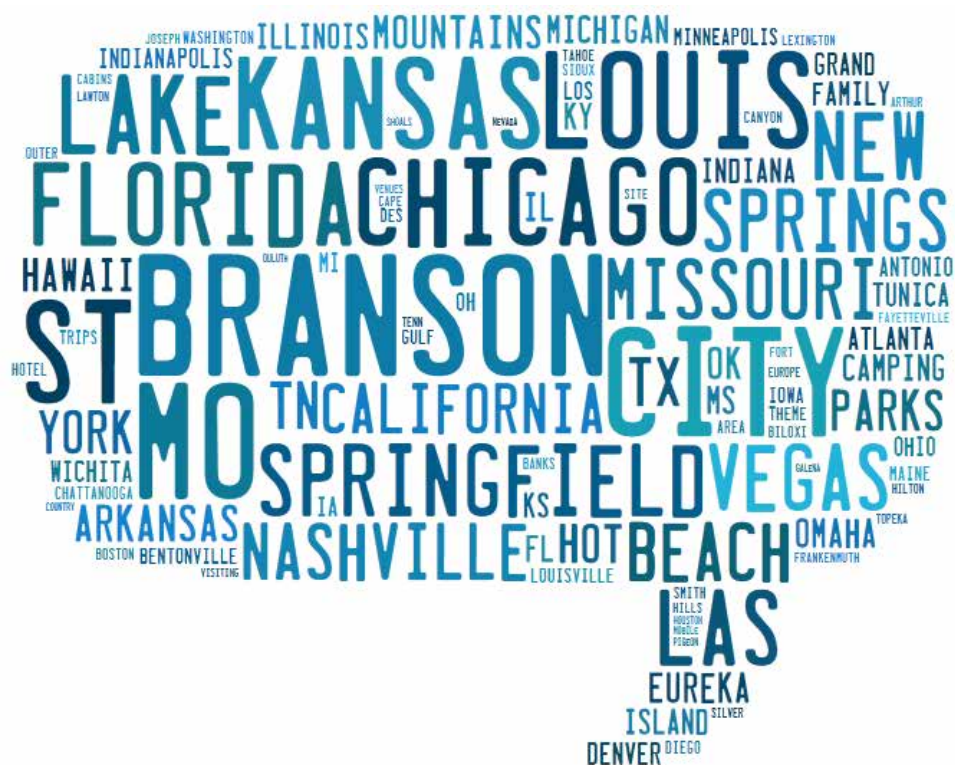 JOSEPH WASHINGTON ILLINOIS MOUNTAINS MICHIGAN MINNEAPOLIS LEXINGTON
INDIANAPOLIS
CABINS
LAWTON
LAKE
KANSAS
SHOALS
NEVADA
TAHOE
SIOUX
LOS
KY
LOUIS
CANYON
GRAND
FAMILY
ARTHUR
NEW
OUTER
FLORIDA
VENUES
CAPE
DES
CHICAGO
IL
SITE
INDIANA
SPRINGS
HAWAII
DULUTH
MI
BRANSON
OH
TENN
GULF
MISSOURI
ANTONIO
TUNICA
FAYETTEVILLE
ST
TRIPS
HOTEL
CITY
TX
OK
MS
AREA
FORT
EUROPE
IOWA
THEME
BILOXI
ATLANTA
CAMPING
PARKS
MO
TN
CALIFORNIA
YORK
WICHITA
CHATTANOOGA
COUNTRY
SPRINGFIELD
IA
BANKS
KS
VEGAS
GALENA
OHIO
MAINE
HILTON
ARKANSAS
BOSTON
BENTONVILLE
VISITING
NASHVILLE
FL
LOUISVILLE
HOT
BEACH
OMAHA
TOPEKA
FRANKENMUTH
LAS
SMITH
HILLS
HOUSTON
MOBILE
PIGEON
EUREKA
ISLAND
SILVER
DENVER
DIEGO